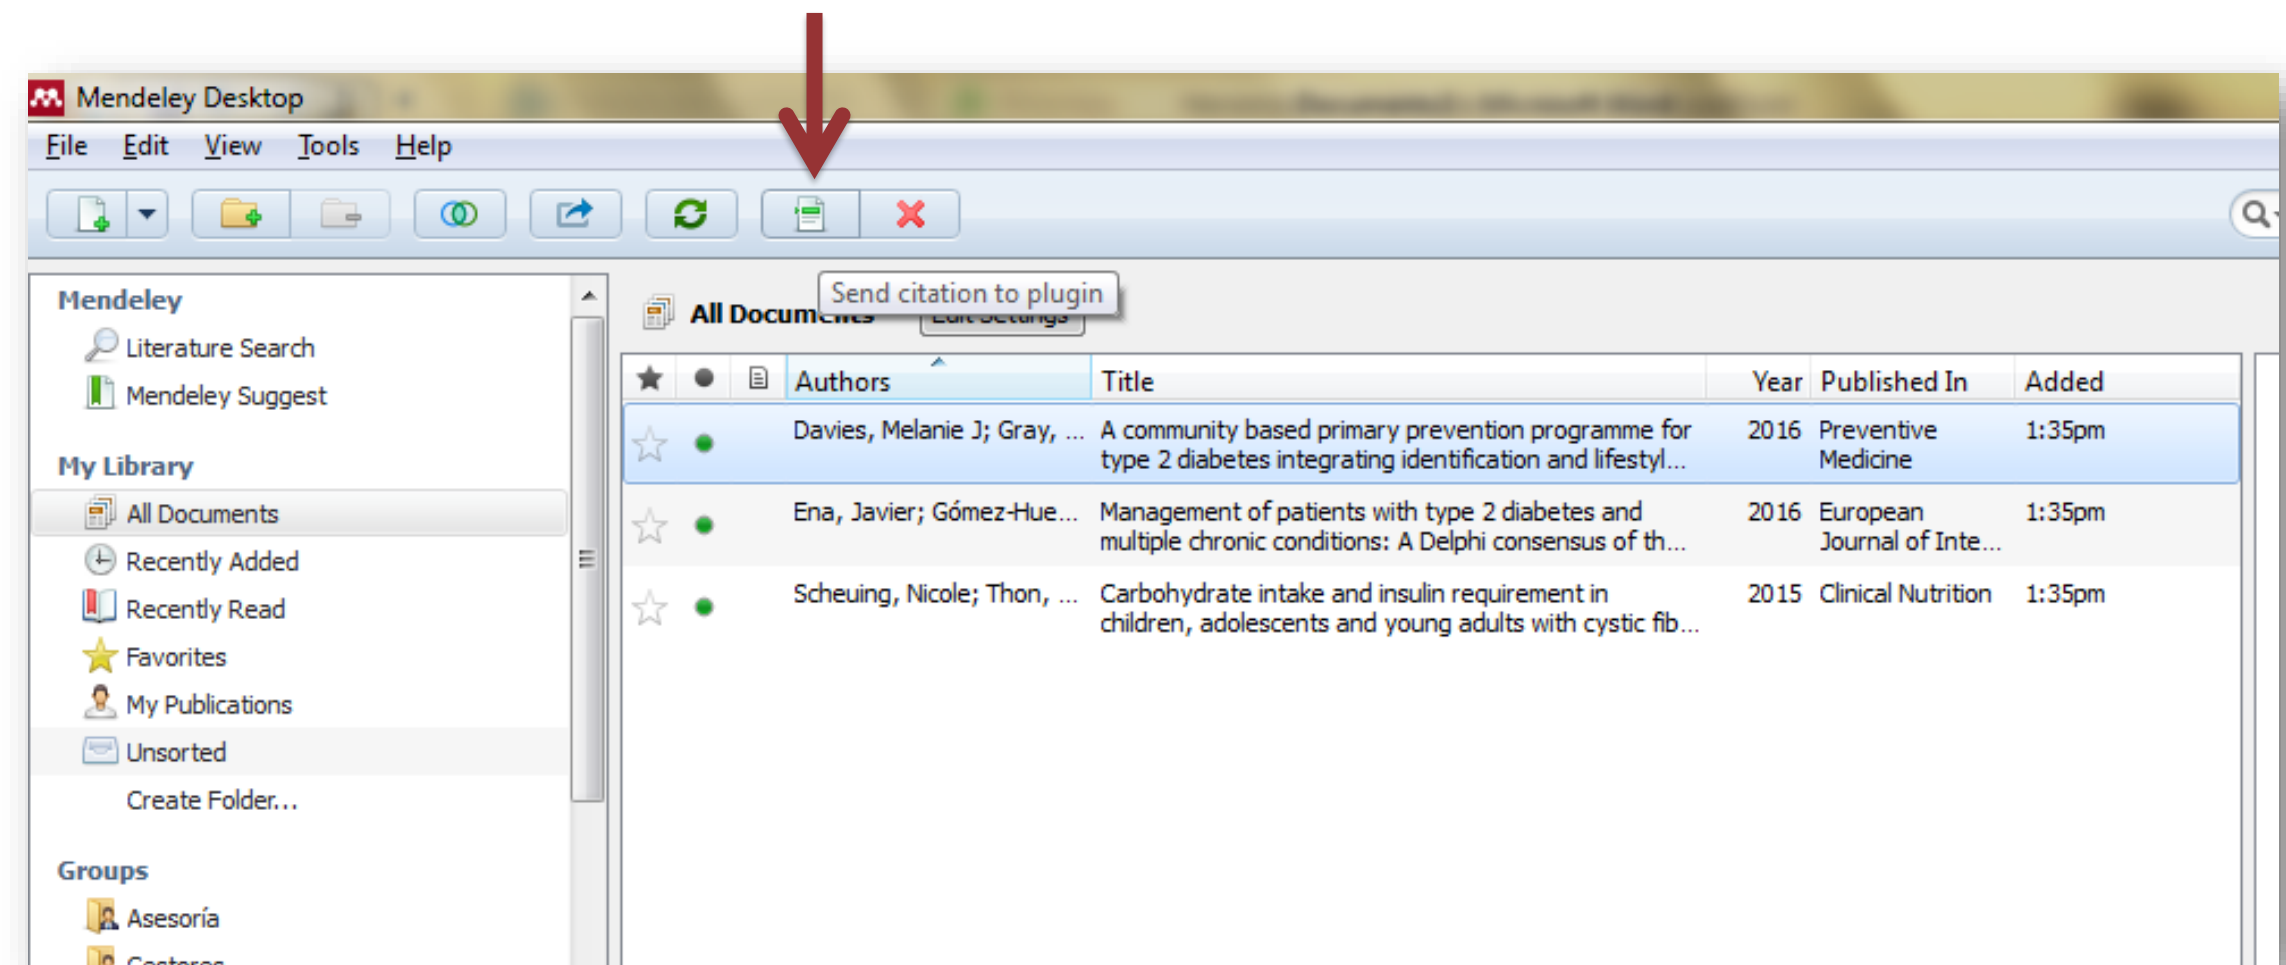 Mendeley Desktop
File Edit View Tools Help
Send citation to plugin
Mendeley
Literature Search
Mendeley Suggest
My Library
All Documents
Recently Added
Recently Read
Favorites
My Publications
Unsorted
Create Folder...
Groups
Asesoría
All Documents Edit Settings
Authors Title Year Published In Added
Davies, Melanie J; Gray, ... A community based primary prevention programme for 2016 Preventive 1:35pm
type 2 diabetes integrating identification and lifestyl... Medicine
Ena, Javier; Gómez-Hue... Management of patients with type 2 diabetes and 2016 European 1:35pm
multiple chronic conditions: A Delphi consensus of th... Journal of Inte...
Scheuing, Nicole; Thon, ... Carbohydrate intake and insulin requirement in 2015 Clinical Nutrition 1:35pm
children, adolescents and young adults with cystic fib...